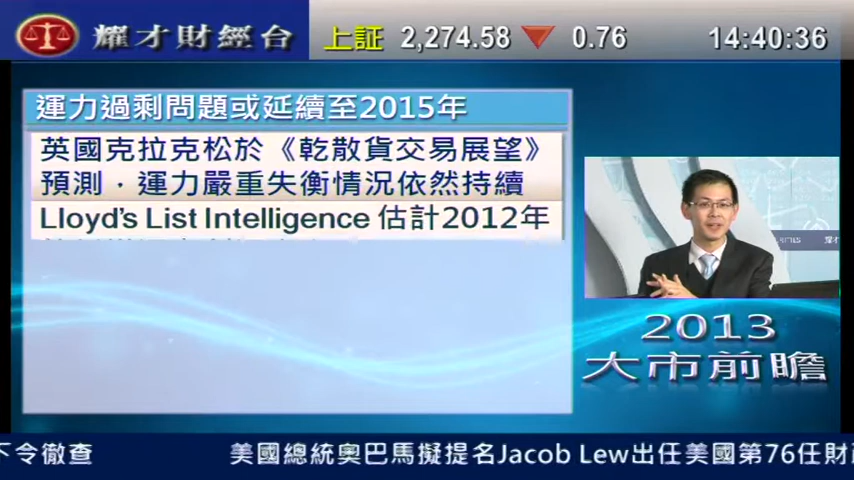 耀才財經台
上証 2,274.58 0.76 14:40:36
運力過剩問題或延續至2015年
英國克拉克松於《乾散貨交易展望》
預測，運力嚴重失衡情況依然持續
Lloyd's List Intelligence 估計2012年
2013
大市前瞻
下令徹查 美國總統奧巴馬擬提名Jacob Lew出任美國第76任財